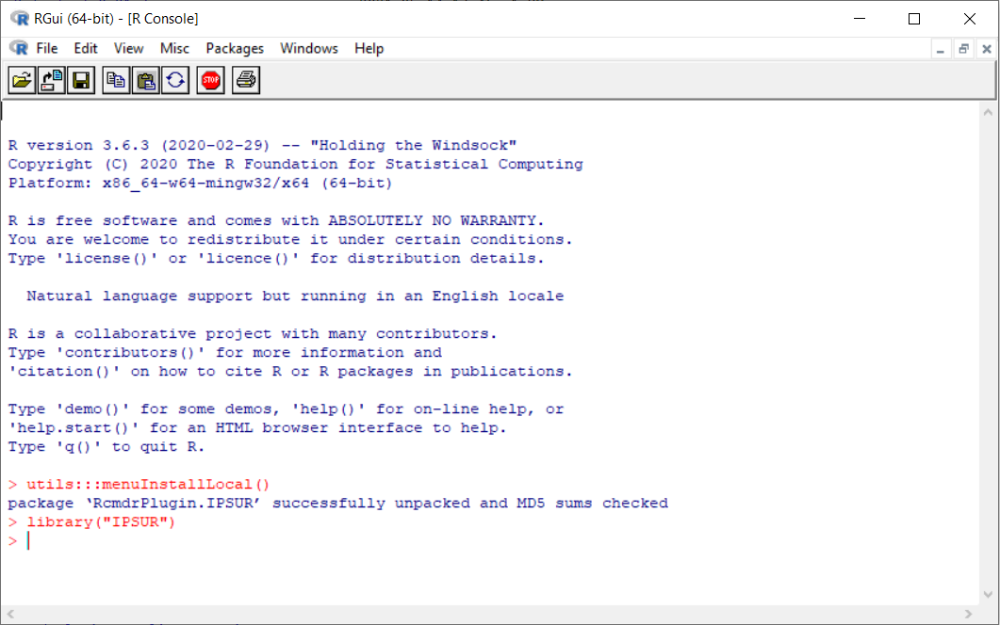 RGui (64-bit) - [R Console]
File Edit View Misc Packages Windows Help
STOP
R version 3.6.3 (2020-02-29) -- "Holding the Windsock"
Copyright (C) 2020 The R Foundation for Statistical Computing
Platform: x86_64-w64-mingw32/x64 (64-bit)
R is free software and comes with ABSOLUTELY NO WARRANTY.
You are welcome to redistribute it under certain conditions.
Type 'license()' or 'licence()' for distribution details.
Natural language support but running in an English locale
R is a collaborative project with many contributors.
Type 'contributors()' for more information and
'citation()' on how to cite R or R packages in publications.
Type 'demo()' for some demos, 'help()' for on-line help, or
'help.start()' for an HTML browser interface to help.
Type 'q()' to quit R.
> utils:::menuInstallLocal()
package ‘RcmdrPlugin.IPSUR’ successfully unpacked and MD5 sums checked
> library("IPSUR")
>